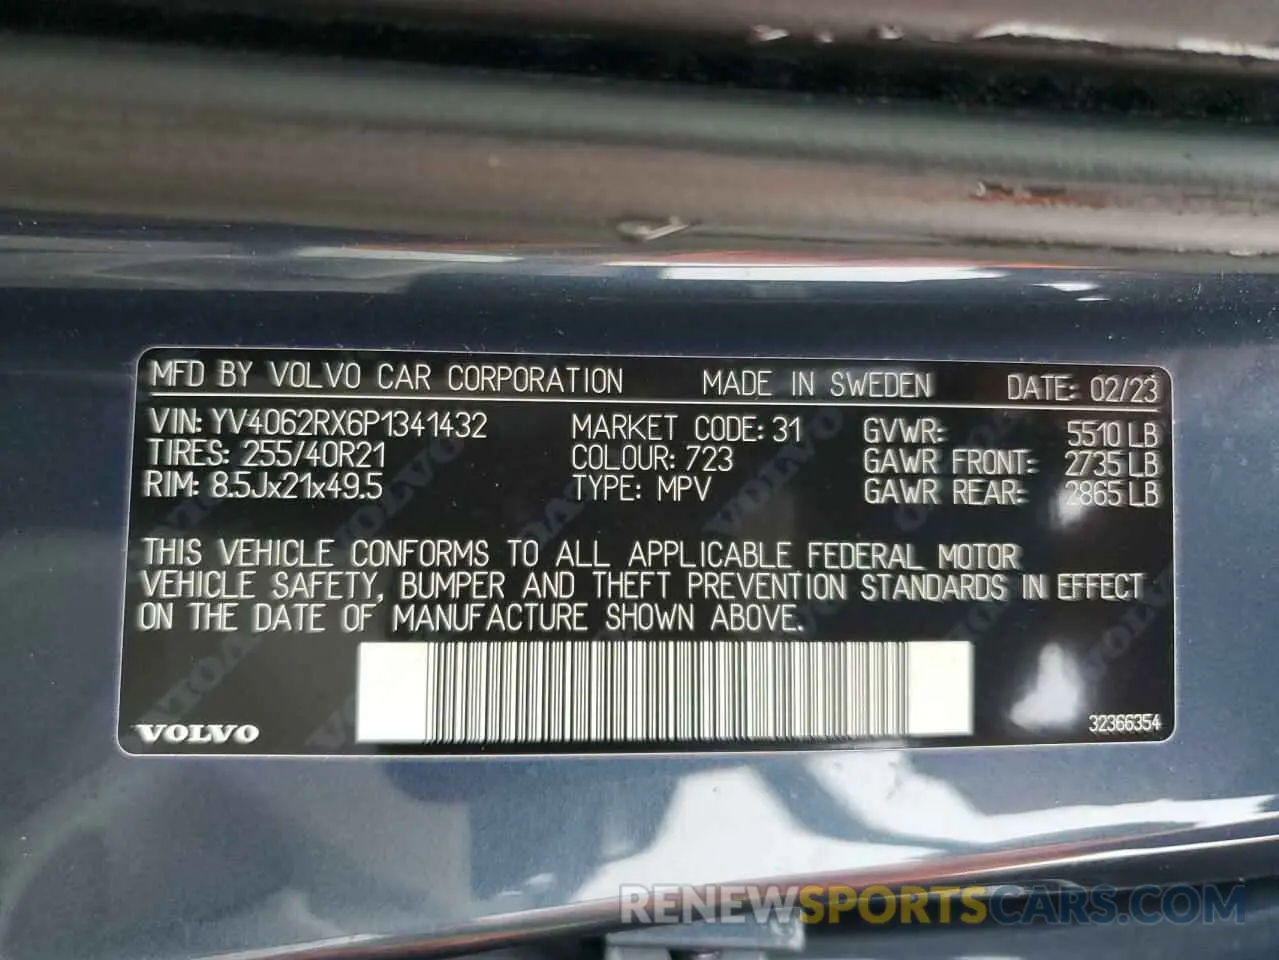 MFD BY VOLVO CAR CORPORATION MADE IN SWEDEN DATE: 02/23
VIN: YV4062RX6P1341432 MARKET CODE: 31 GVWR: 5510 LB
TIRES: 255/40R21 COLOUR: 723 GAWR FRONT: 2735 LB
RIM: 8.5Jx21x49.5 TYPE: MPV GAWR REAR: 2865 LB
THIS VEHICLE CONFORMS TO ALL APPLICABLE FEDERAL MOTOR
VEHICLE SAFETY, BUMPER AND THEFT PREVENTION STANDARDS IN EFFECT
ON THE DATE OF MANUFACTURE SHOWN ABOVE.
VOLVO 32366354
RENEWSPORTSCARS.COM